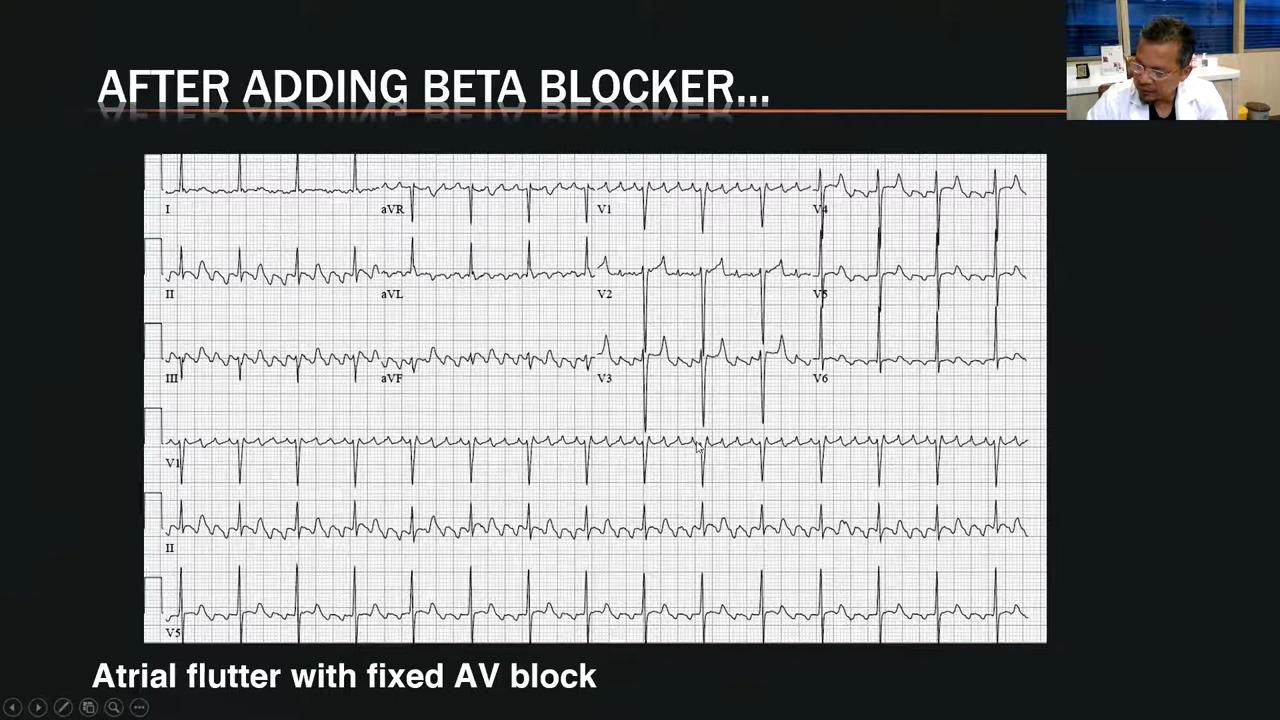 AFTER ADDING BETA BLOCKER...
I aVR V1 V4
II aVL V2 V5
III aVF V3 V6
V1
II
V5
Atrial flutter with fixed AV block